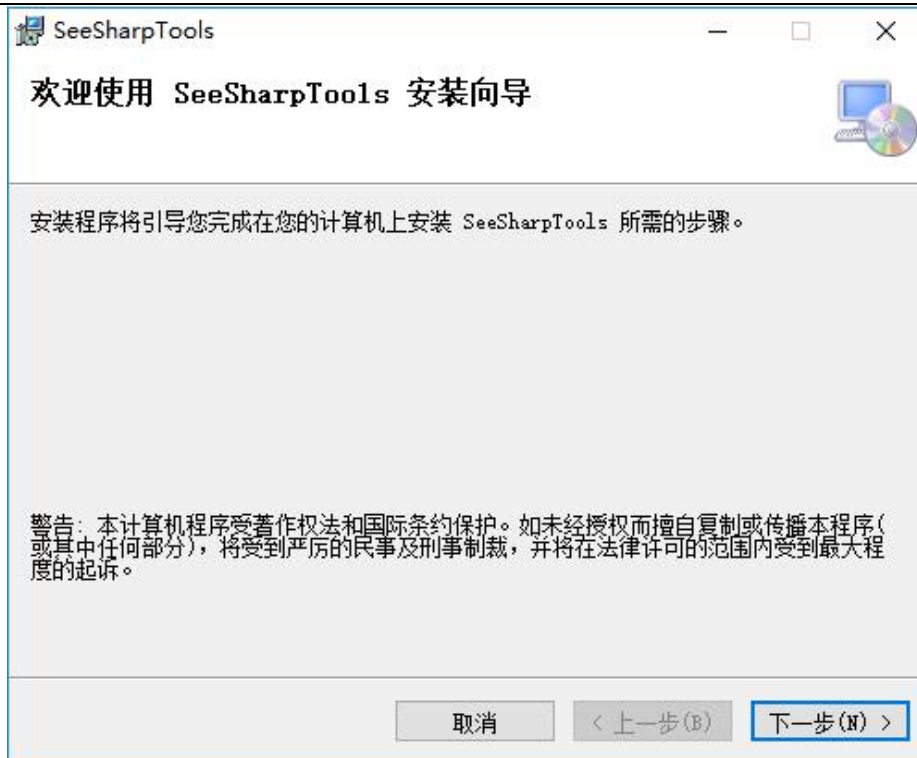 SeeSharpTools
欢迎使用 SeeSharpTools 安装向导
安装程序将引导您完成在您的计算机上安装 SeeSharpTools 所需的步骤。
警告: 本计算机程序受著作权法和国际条约保护。如未经授权而擅自复制或传播本程序(
或其中任何部分)，将受到严厉的民事及刑事制裁，并将在法律许可的范围内受到最大程
度的起诉。
取消
< 上一步(B)
下一步(N) >